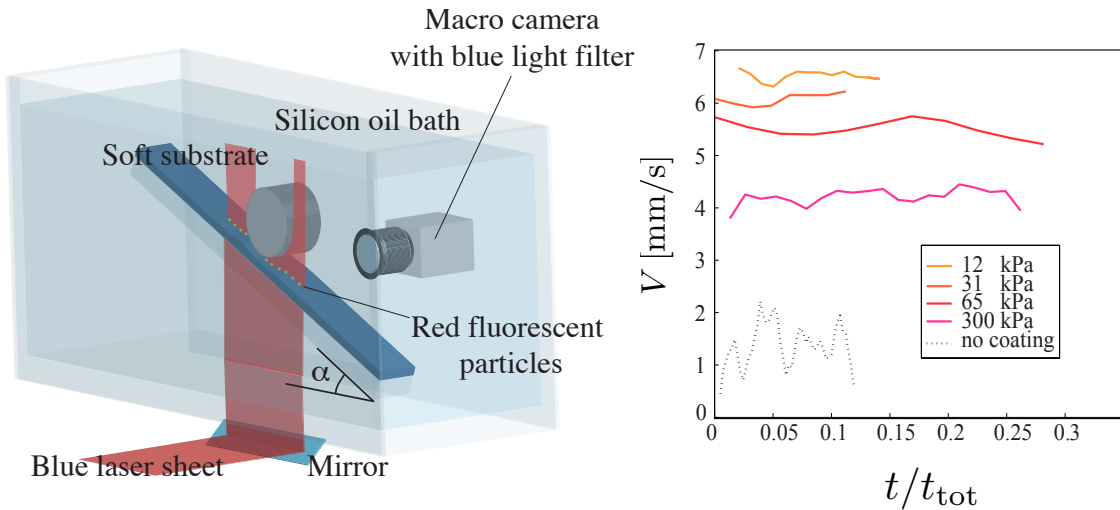 Macro camera
with blue light filter
Silicon oil bath
Soft substrate
Red fluorescent
particles
α
Blue laser sheet
Mirror
V [mm/s]
7
6
5
4
3
2
1
0
12 kPa
31 kPa
65 kPa
300 kPa
no coating
0 0.05 0.1 0.15 0.2 0.25 0.3
t/t_tot